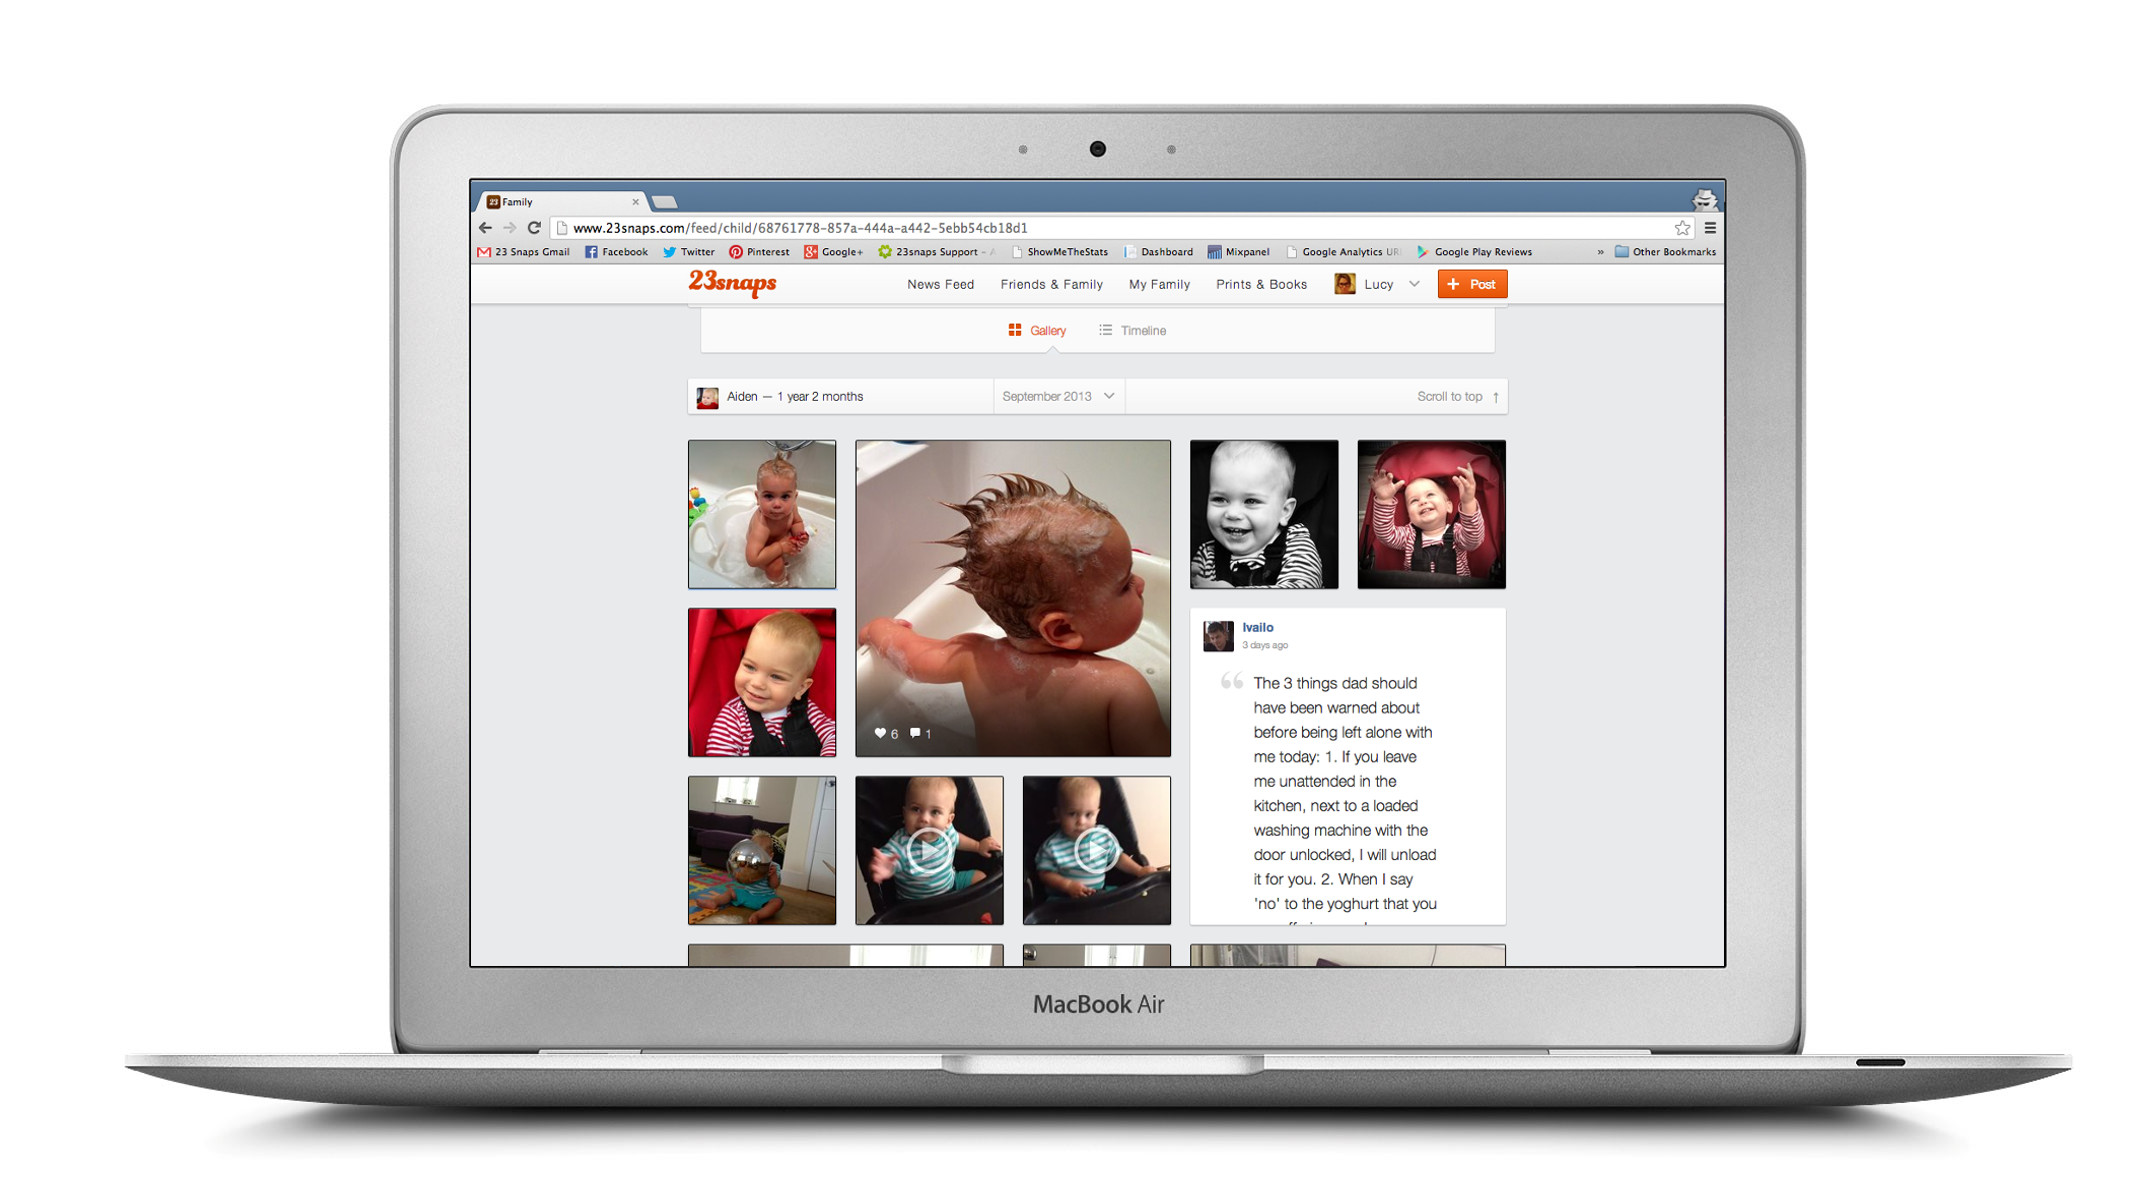 23 Family
www.23snaps.com/feed/child/68761778-857a-444a-a442-5ebb54cb18d1
23 Snaps Gmail Facebook Twitter Pinterest Google+ 23snaps Support - ShowMeTheStats Dashboard Mixpanel Google Analytics URI Google Play Reviews » Other Bookmarks
23snaps News Feed Friends & Family My Family Prints & Books Lucy + Post
Gallery Timeline
Aiden — 1 year 2 months September 2013 Scroll to top ↑
Ivailo
3 days ago
“ The 3 things dad should
have been warned about
before being left alone with
me today: 1. If you leave
me unattended in the
kitchen, next to a loaded
washing machine with the
door unlocked, I will unload
it for you. 2. When I say
'no' to the yoghurt that you
6 1
MacBook Air